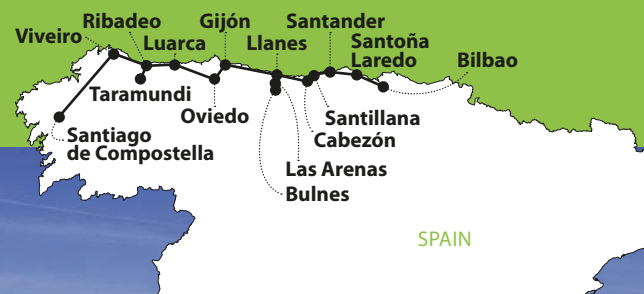 Ribadeo
Gijón
Santander
Viveiro
Luarca
Llanes
Santoña
Laredo
Bilbao
Taramundi
Oviedo
Santillana
Cabezón
Santiago
de Compostella
Las Arenas
Bulnes
SPAIN